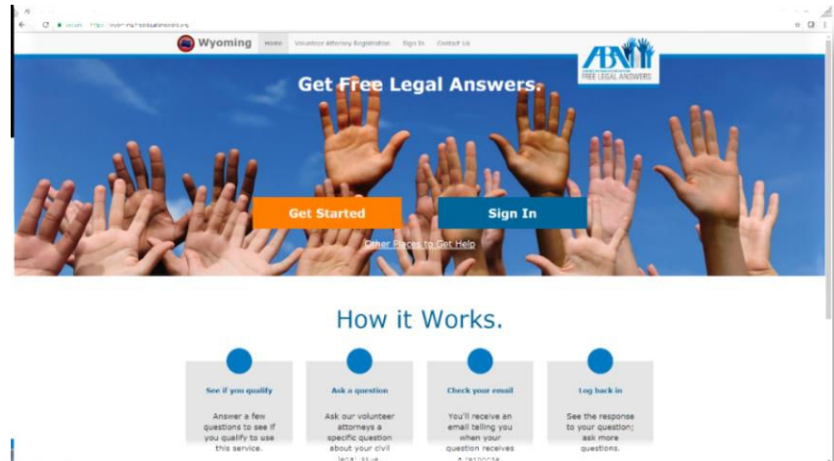 Wyoming Home Volunteer Attorney Registration Sign In Contact Us
ABA
FREE LEGAL ANSWERS
Get Free Legal Answers.
Get Started
Sign In
Other Places to Get Help
How it Works.
See if you qualify
Answer a few
questions to see if
you qualify to use
this service.
Ask a question
Ask our volunteer
attorneys a
specific question
about your civil
legal issue
Check your email
You'll receive an
email telling you
when your
question receives
a response
Log back in
See the response
to your question;
ask more
questions.